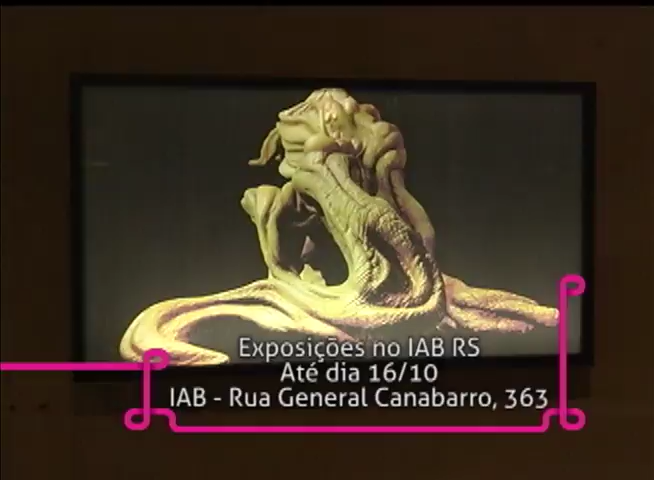 Exposições no IAB RS
Até dia 16/10
IAB - Rua General Canabarro, 363